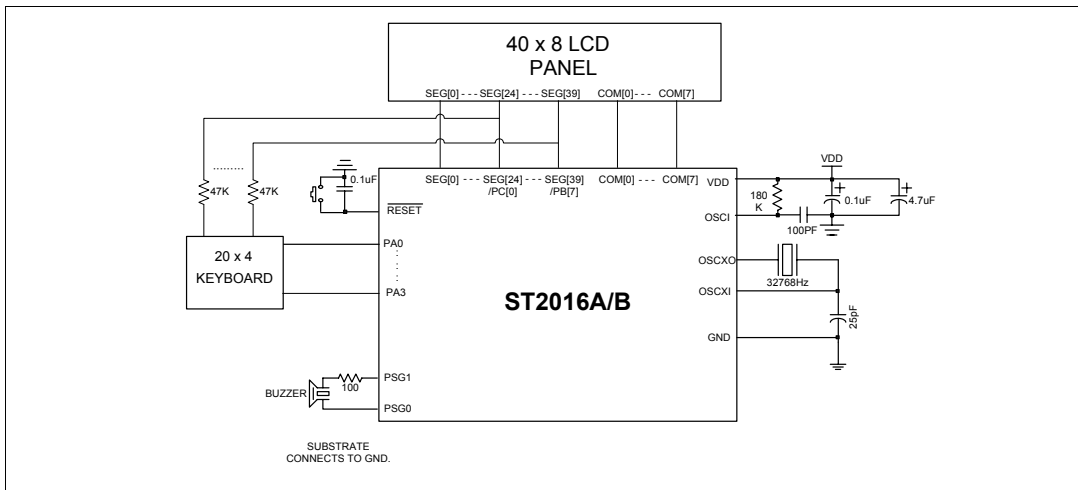 40 x 8 LCD
PANEL
SEG[0] - - - SEG[24] - - - SEG[39] COM[0]- - - COM[7]
SEG[0] - - - SEG[24] - - - SEG[39] COM[0] - - - COM[7]
/PC[0] /PB[7]
47K
47K
0.1uF
RESET
20 x 4
KEYBOARD
PA0
PA3
ST2016A/B
VDD
VDD
180
K
OSCI
100PF
0.1uF
4.7uF
OSCXO
32768Hz
OSCXI
25pF
GND
PSG1
100
BUZZER
PSG0
SUBSTRATE
CONNECTS TO GND.